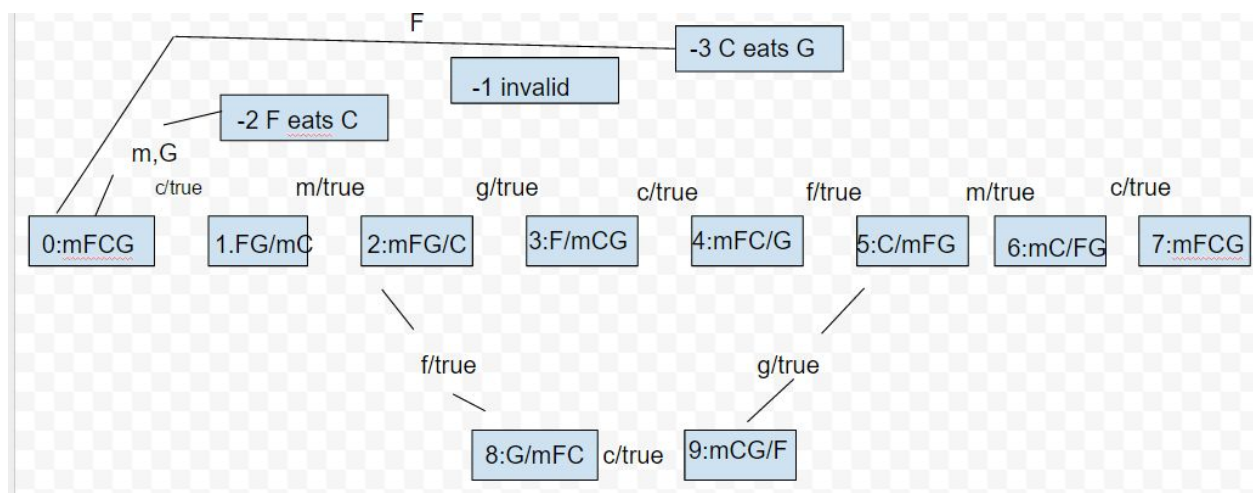 F
-3 C eats G
-1 invalid
-2 F eats C
m,G
c/true
m/true
g/true
c/true
f/true
m/true
c/true
0:mFCG
1.FG/mC
2:mFG/C
3:F/mCG
4:mFC/G
5:C/mFG
6:mC/FG
7:mFCG
f/true
g/true
8:G/mFC
c/true
9:mCG/F